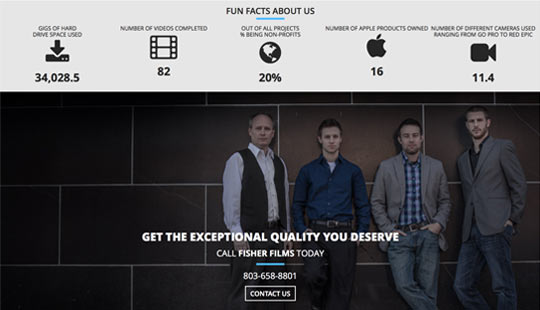 FUN FACTS ABOUT US
GIGS OF HARD
DRIVE SPACE USED
34,028.5
NUMBER OF VIDEOS COMPLETED
82
OUT OF ALL PROJECTS
% BEING NON-PROFITS
20%
NUMBER OF APPLE PRODUCTS OWNED
16
NUMBER OF DIFFERENT CAMERAS USED
RANGING FROM GO PRO TO RED EPIC
11.4
GET THE EXCEPTIONAL QUALITY YOU DESERVE
CALL FISHER FILMS TODAY
803-658-8801
CONTACT US